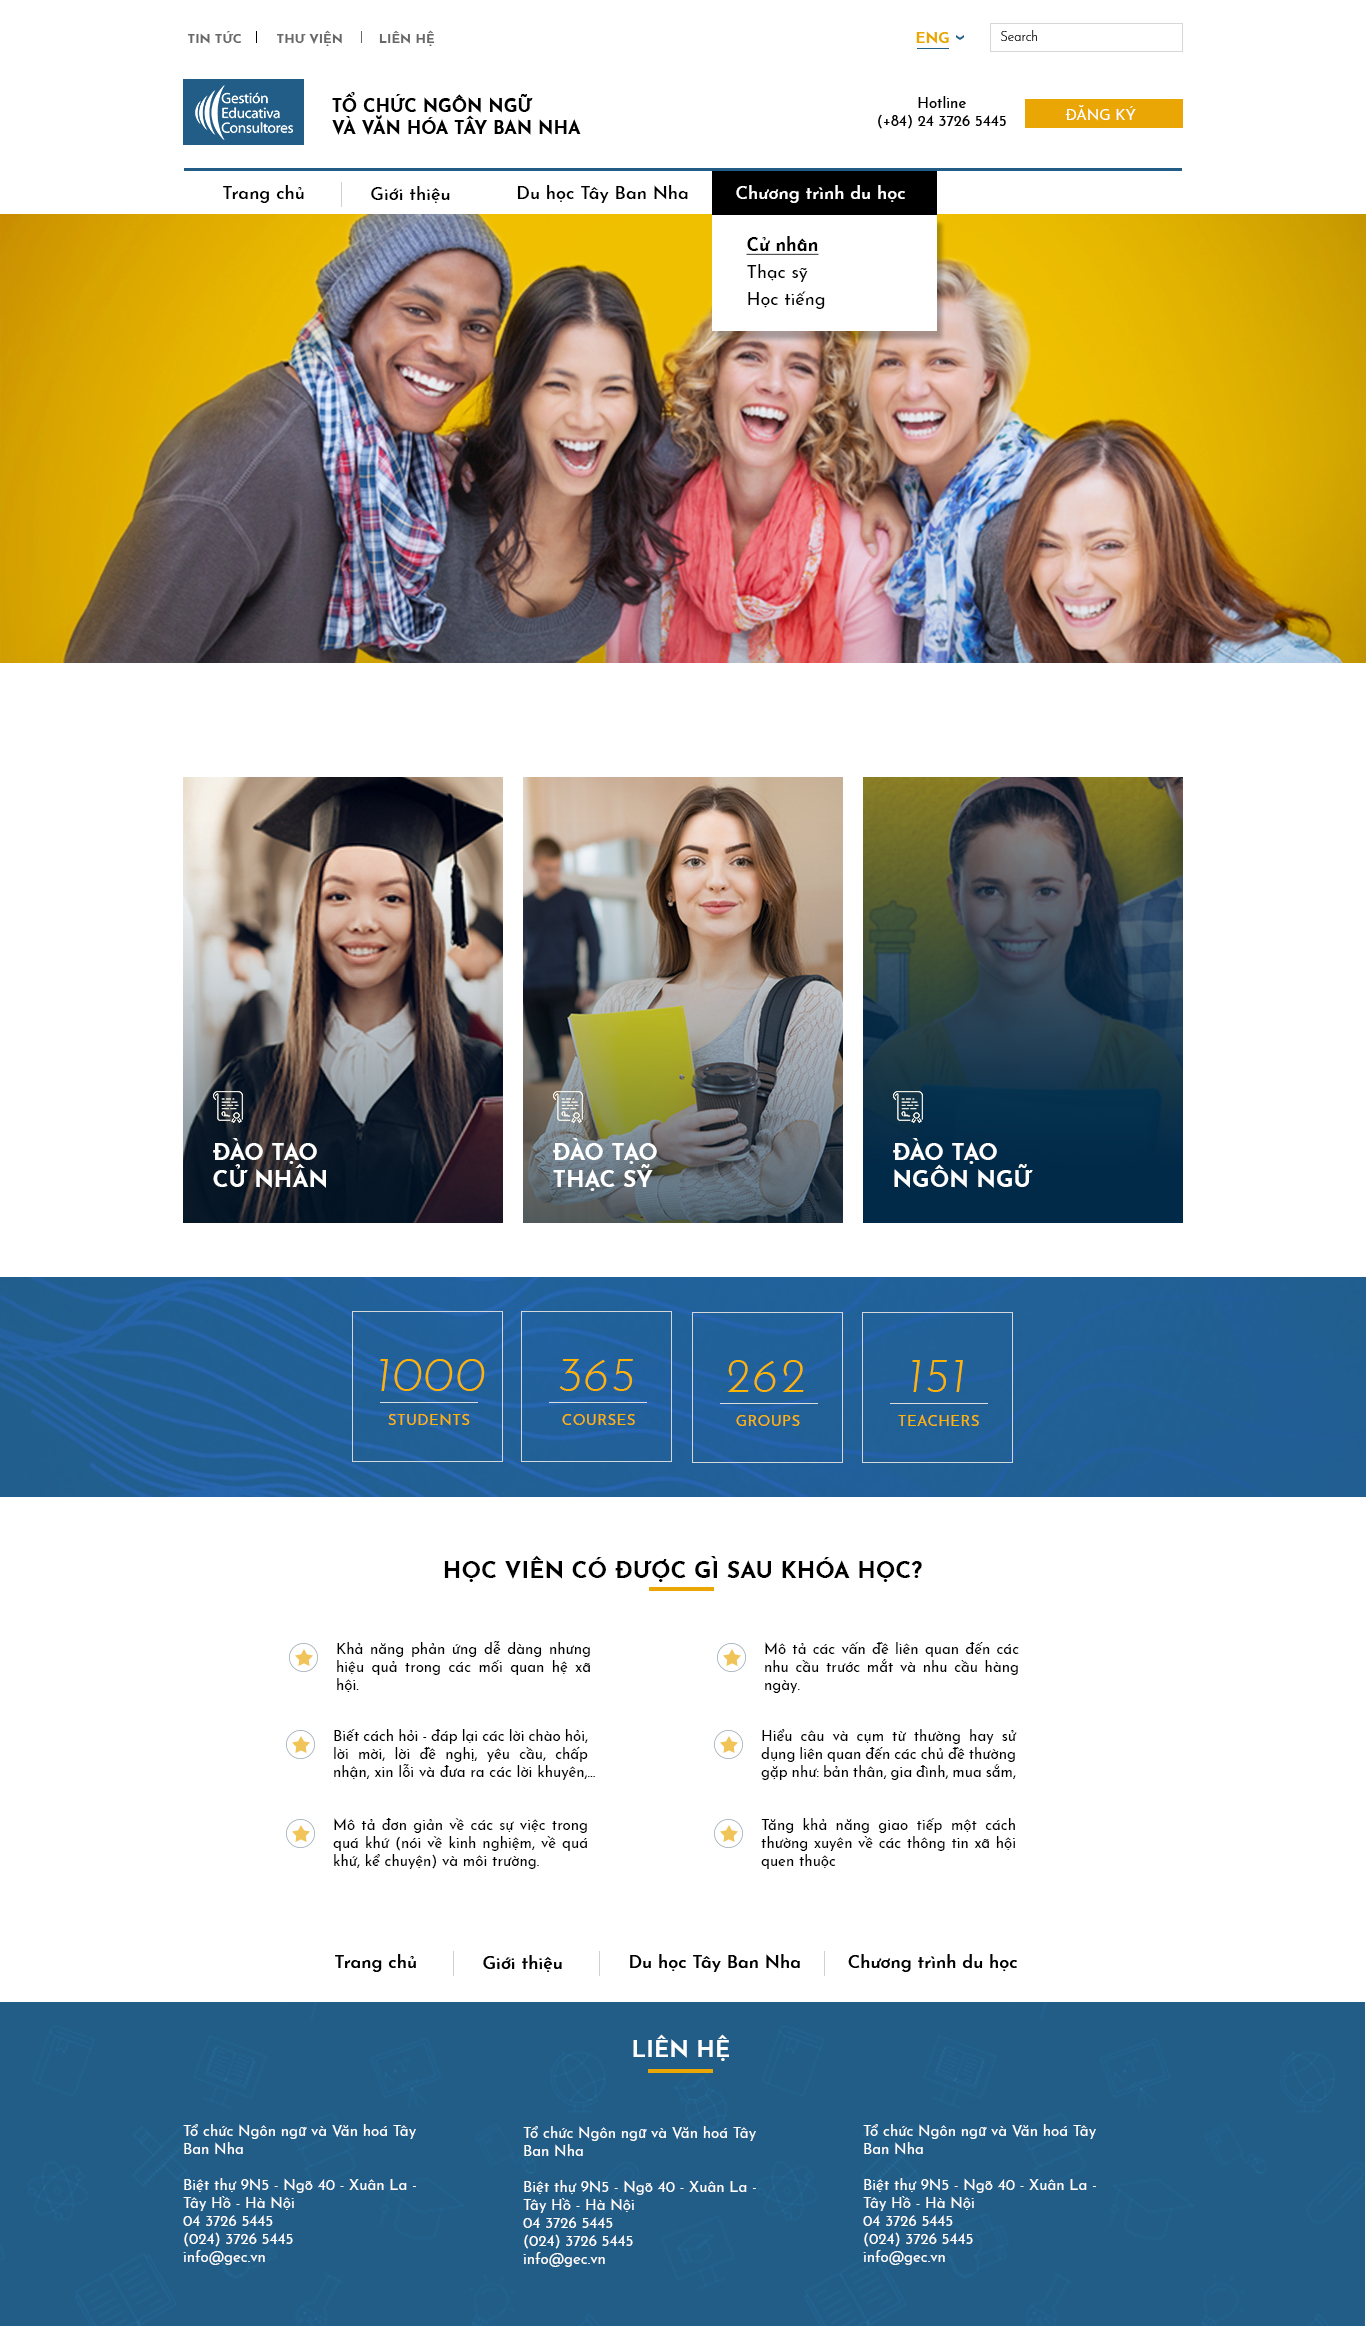 TIN TỨC
THƯ VIỆN
LIÊN HỆ
ENG
Search
Gestión
Educativa
Consultores
TỔ CHỨC NGÔN NGỮ
VÀ VĂN HÓA TÂY BAN NHA
Hotline
(+84) 24 3726 5445
ĐĂNG KÝ
Trang chủ
Giới thiệu
Du học Tây Ban Nha
Chương trình du học
Cử nhân
Thạc sỹ
Học tiếng
ĐÀO TẠO
CỬ NHÂN
ĐÀO TẠO
THẠC SỸ
ĐÀO TẠO
NGÔN NGỮ
1000
STUDENTS
365
COURSES
262
GROUPS
151
TEACHERS
HỌC VIÊN CÓ ĐƯỢC GÌ SAU KHÓA HỌC?
Khả năng phản ứng dễ dàng nhưng
hiệu quả trong các mối quan hệ xã
hội.
Mô tả các vấn đề liên quan đến các
nhu cầu trước mắt và nhu cầu hàng
ngày.
Biết cách hỏi - đáp lại các lời chào hỏi,
lời mời, lời đề nghị, yêu cầu, chấp
nhận, xin lỗi và đưa ra các lời khuyên,...
Hiểu câu và cụm từ thường hay sử
dụng liên quan đến các chủ đề thường
gặp như: bản thân, gia đình, mua sắm,
Mô tả đơn giản về các sự việc trong
quá khứ (nói về kinh nghiệm, về quá
khứ, kể chuyện) và môi trường.
Tăng khả năng giao tiếp một cách
thường xuyên về các thông tin xã hội
quen thuộc
Trang chủ
Giới thiệu
Du học Tây Ban Nha
Chương trình du học
LIÊN HỆ
Tổ chức Ngôn ngữ và Văn hoá Tây
Ban Nha
Biệt thự 9N5 - Ngõ 40 - Xuân La -
Tây Hồ - Hà Nội
04 3726 5445
(024) 3726 5445
info@gec.vn
Tổ chức Ngôn ngữ và Văn hoá Tây
Ban Nha
Biệt thự 9N5 - Ngõ 40 - Xuân La -
Tây Hồ - Hà Nội
04 3726 5445
(024) 3726 5445
info@gec.vn
Tổ chức Ngôn ngữ và Văn hoá Tây
Ban Nha
Biệt thự 9N5 - Ngõ 40 - Xuân La -
Tây Hồ - Hà Nội
04 3726 5445
(024) 3726 5445
info@gec.vn